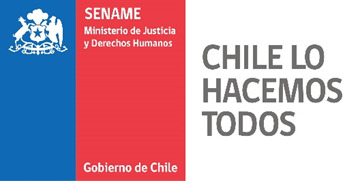 SENAME
Ministerio de Justicia
y Derechos Humanos
Gobierno de Chile
CHILE LO
HACEMOS
TODOS